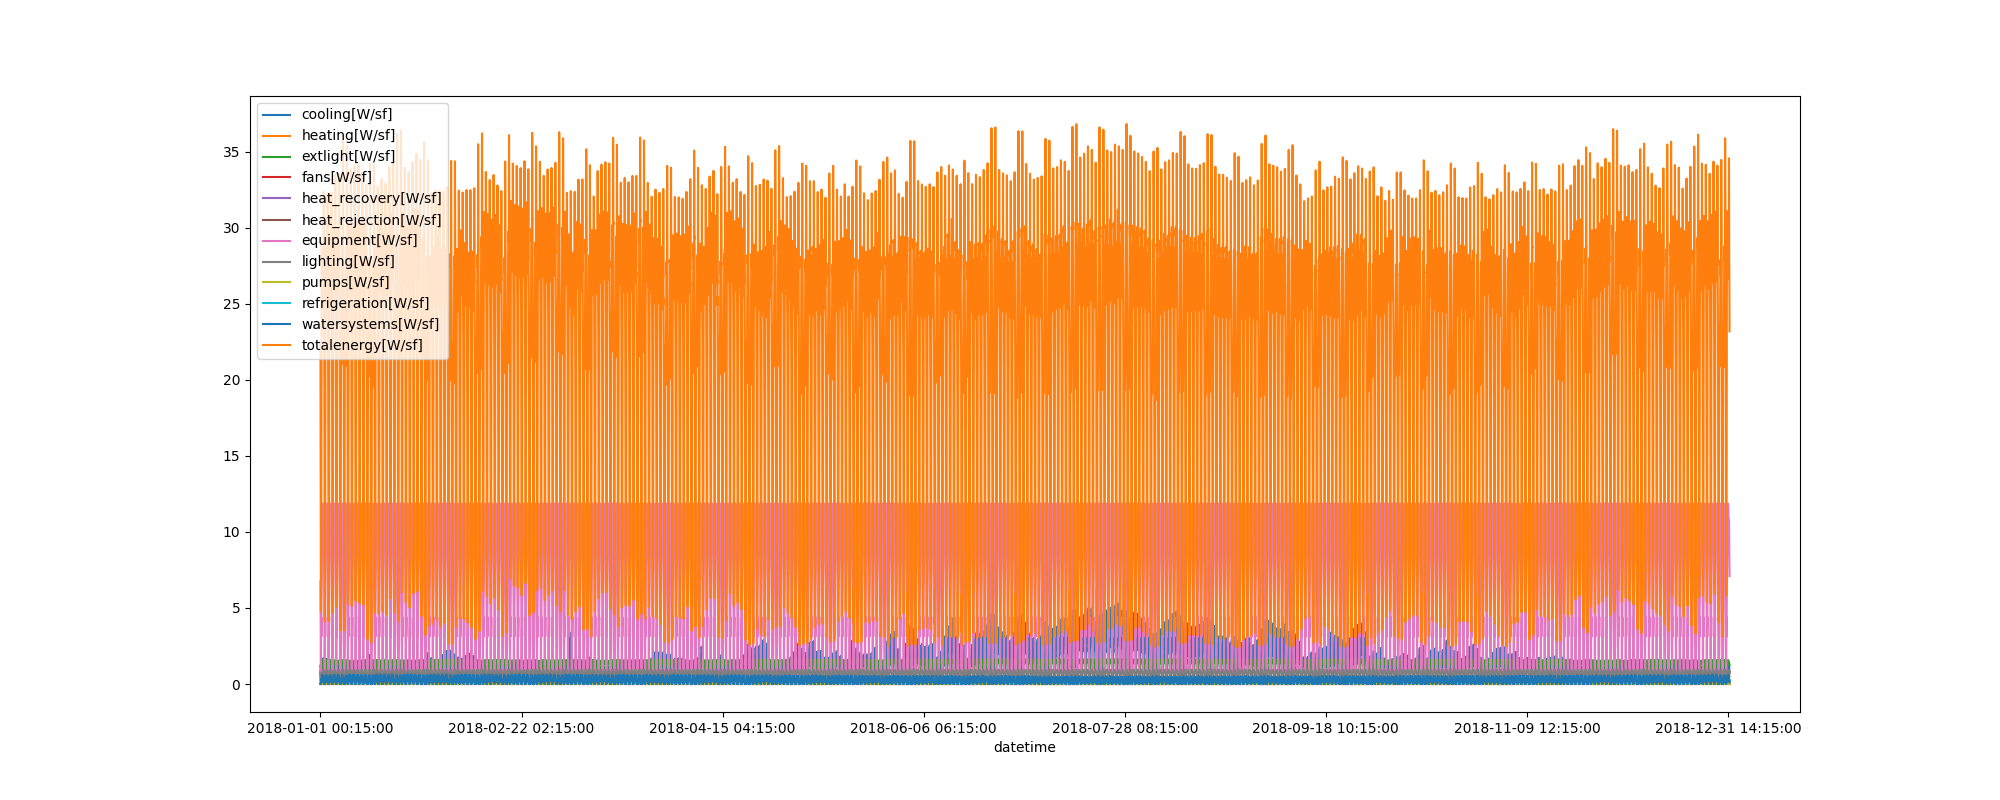 cooling[W/sf]
heating[W/sf]
extlight[W/sf]
fans[W/sf]
heat_recovery[W/sf]
heat_rejection[W/sf]
equipment[W/sf]
lighting[W/sf]
pumps[W/sf]
refrigeration[W/sf]
watersystems[W/sf]
totalenergy[W/sf]
35
30
25
20
15
10
5
0
2018-01-01 00:15:00 2018-02-22 02:15:00 2018-04-15 04:15:00 2018-06-06 06:15:00 2018-07-28 08:15:00 2018-09-18 10:15:00 2018-11-09 12:15:00 2018-12-31 14:15:00
datetime